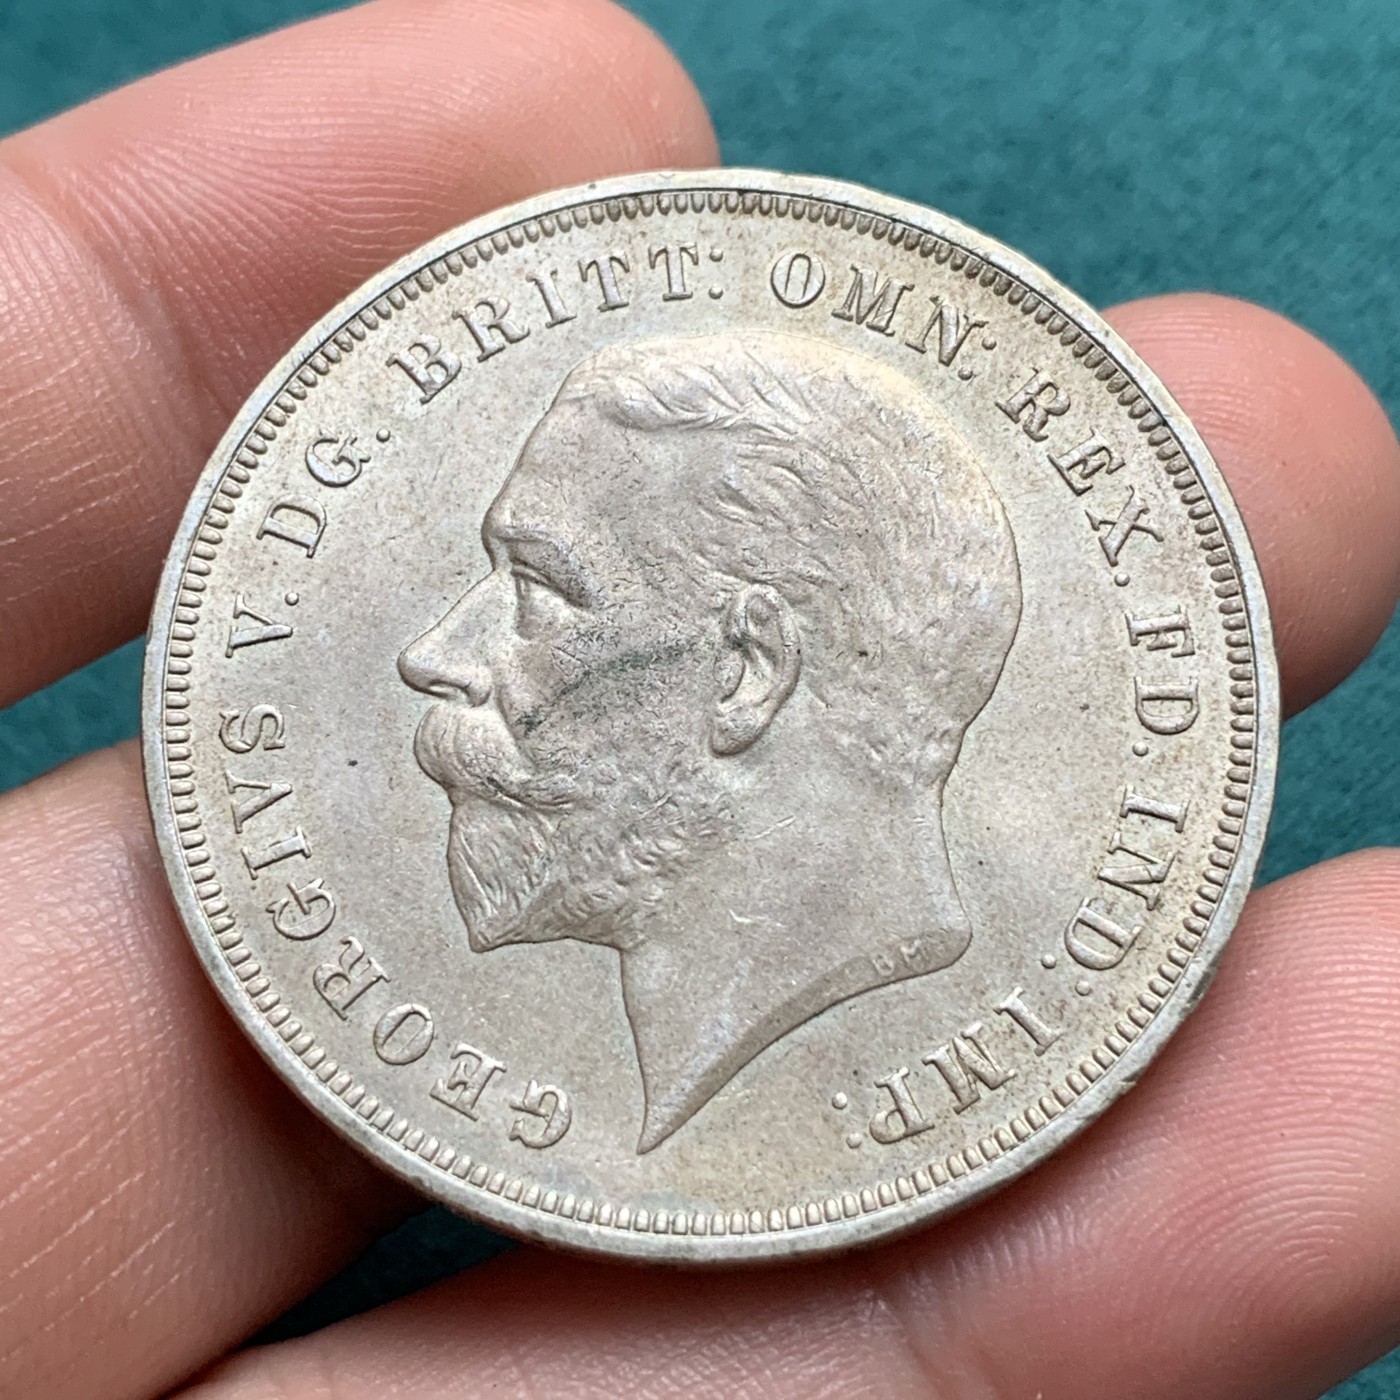 GEORGIVS V. DG. BRITT: OMN: REX. FD. IND: IMP:
BM